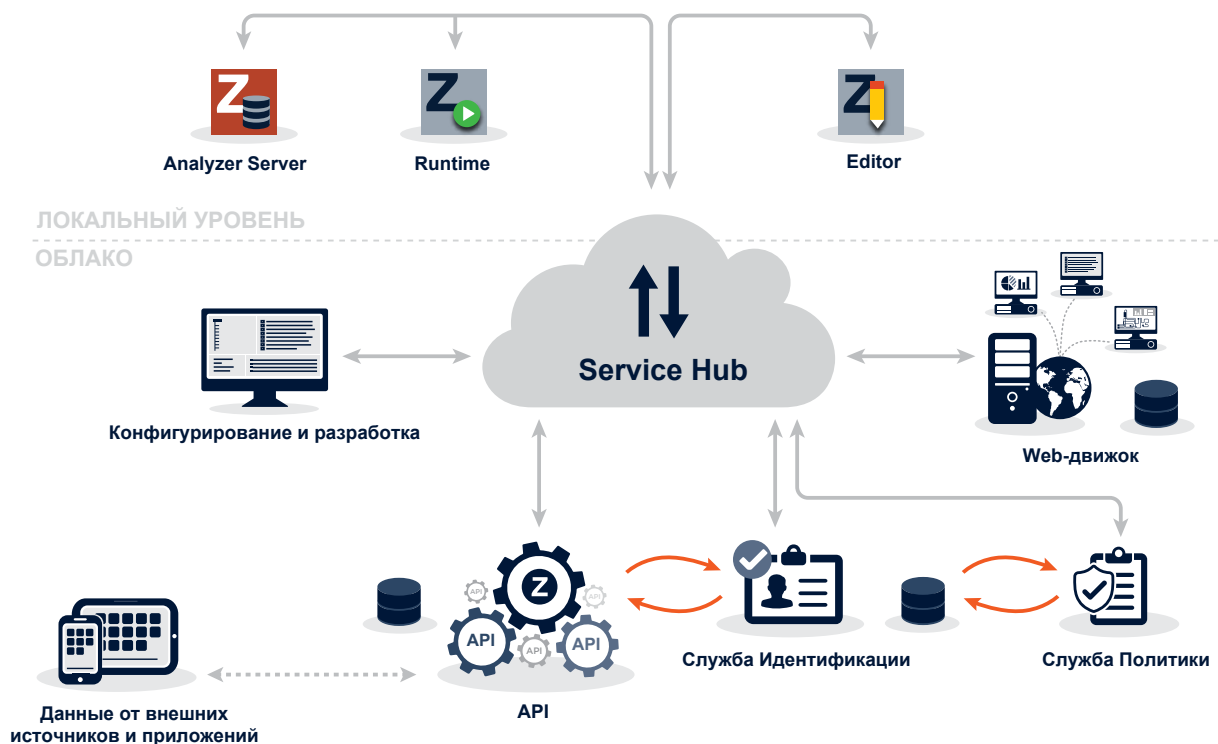 Z
Z
Z
Analyzer Server
Runtime
Editor
ЛОКАЛЬНЫЙ УРОВЕНЬ
ОБЛАКО
Service Hub
Конфигурирование и разработка
Web-движок
Z
API
API
API
API
API
Служба Идентификации
Служба Политики
API
Данные от внешних
источников и приложений